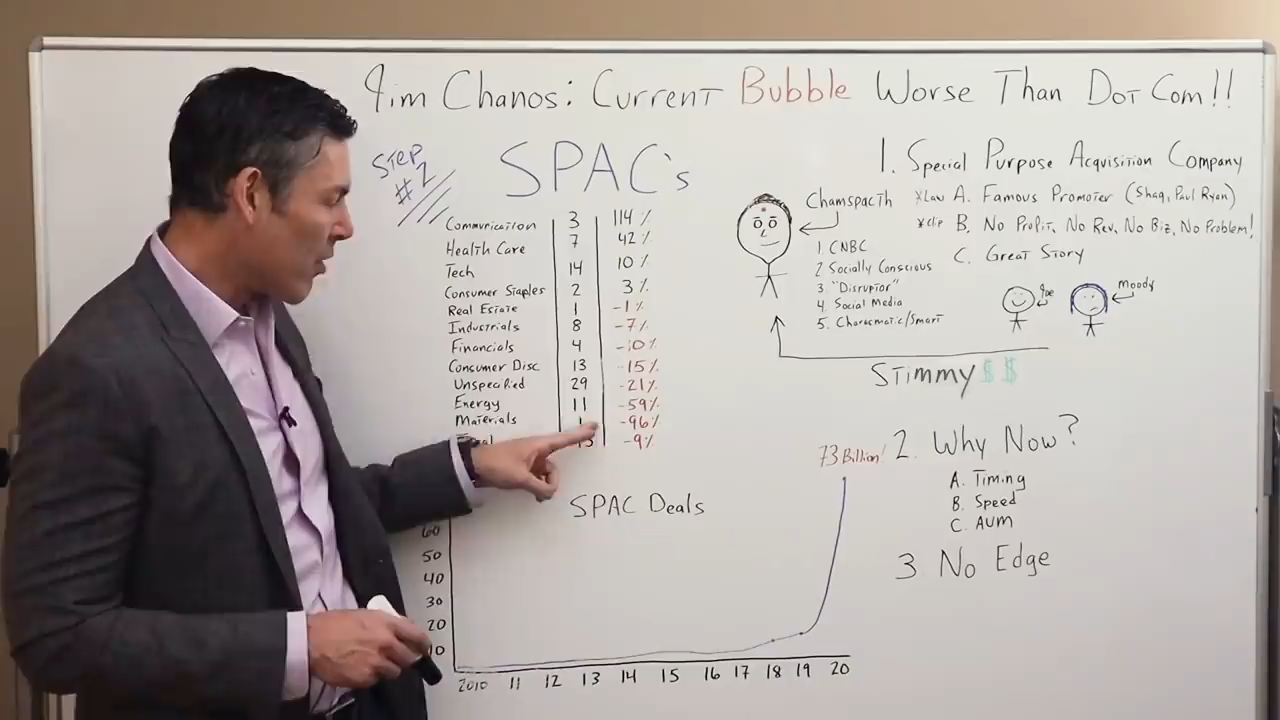 Jim Chanos: Current Bubble Worse Than Dot Com!!
Step #2
SPAC's
Communication 3 114%
Health Care 7 42%
Tech 14 10%
Consumer Staples 2 3%
Real Estate 1 -1%
Industrials 8 -7%
Financials 4 -10%
Consumer Disc 13 -15%
Unspecified 29 -21%
Energy 11 -59%
Materials 1 -96%
-9%
1. Special Purpose Acquisition Company
*Law A. Famous Promoter (Shaq, Paul Ryan)
*clip B. No Profit, No Rev, No Biz, No Problem!
C. Great Story
Chamspacth
1 CNBC
2 Socially Conscious
3. "Disruptor"
4. Social Media
5. Charasmatic/Smart
Joe
Moody
Stimmy $ $
2. Why Now?
A. Timing
B. Speed
C. AUM
3 No Edge
SPAC Deals
73 Billion!
60
50
40
30
20
10
2010 11 12 13 14 15 16 17 18 19 20